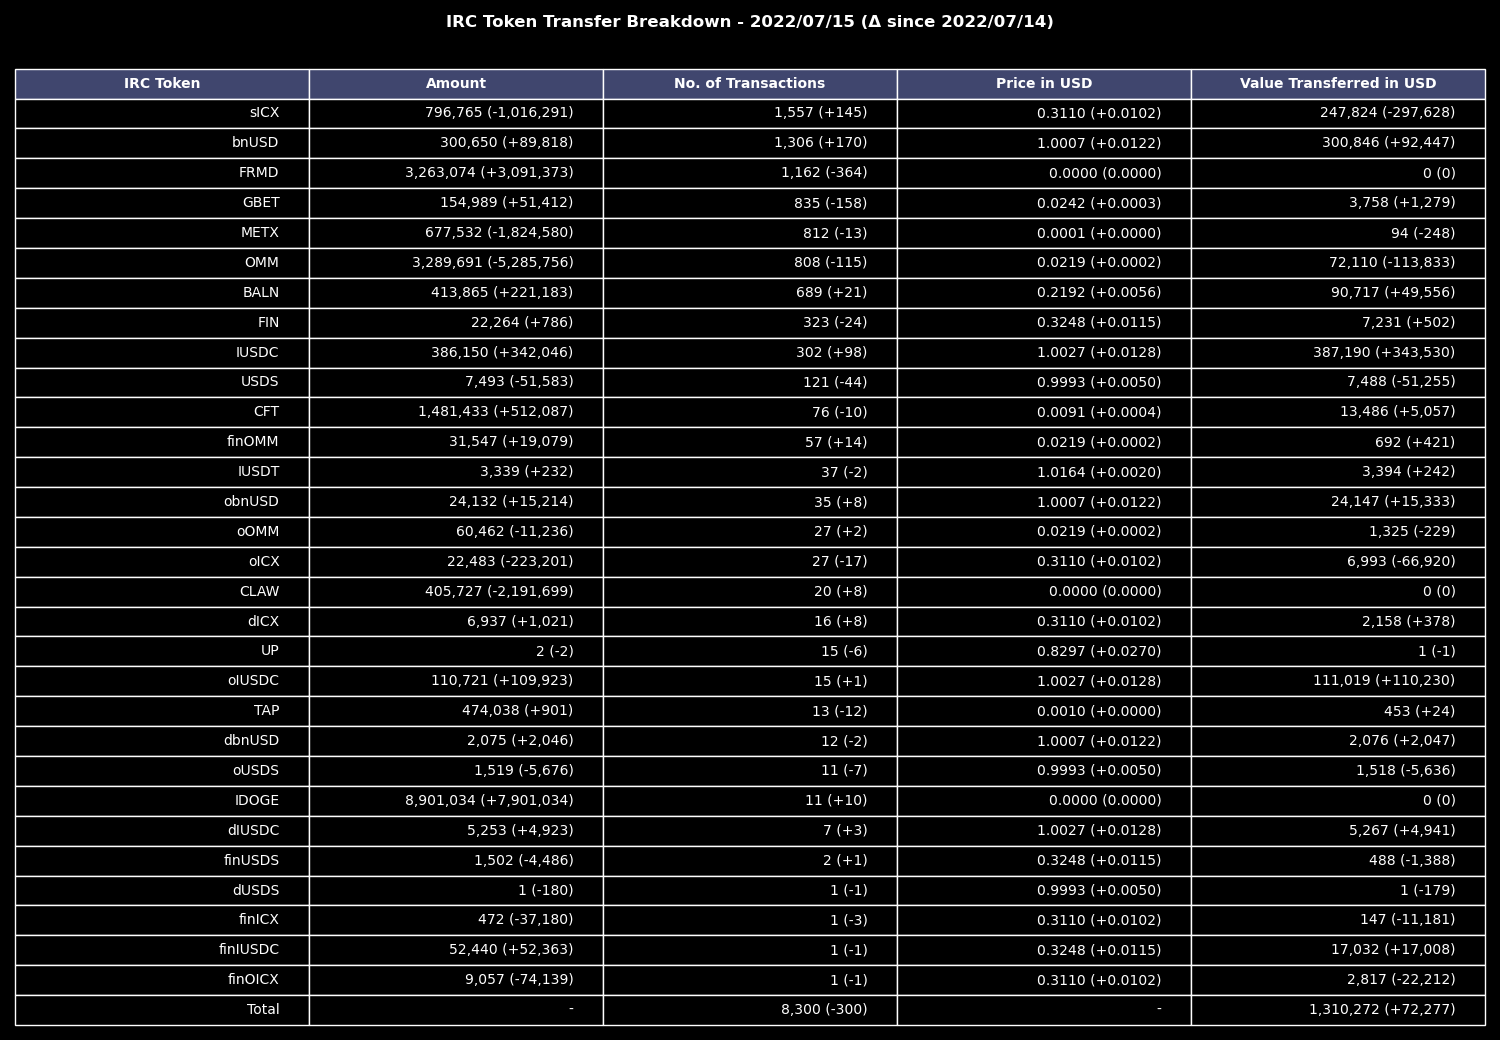 IRC Token Transfer Breakdown - 2022/07/15 (Δ since 2022/07/14)
IRC Token Amount No. of Transactions Price in USD Value Transferred in USD
sICX 796,765 (-1,016,291) 1,557 (+145) 0.3110 (+0.0102) 247,824 (-297,628)
bnUSD 300,650 (+89,818) 1,306 (+170) 1.0007 (+0.0122) 300,846 (+92,447)
FRMD 3,263,074 (+3,091,373) 1,162 (-364) 0.0000 (0.0000) 0 (0)
GBET 154,989 (+51,412) 835 (-158) 0.0242 (+0.0003) 3,758 (+1,279)
METX 677,532 (-1,824,580) 812 (-13) 0.0001 (+0.0000) 94 (-248)
OMM 3,289,691 (-5,285,756) 808 (-115) 0.0219 (+0.0002) 72,110 (-113,833)
BALN 413,865 (+221,183) 689 (+21) 0.2192 (+0.0056) 90,717 (+49,556)
FIN 22,264 (+786) 323 (-24) 0.3248 (+0.0115) 7,231 (+502)
IUSDC 386,150 (+342,046) 302 (+98) 1.0027 (+0.0128) 387,190 (+343,530)
USDS 7,493 (-51,583) 121 (-44) 0.9993 (+0.0050) 7,488 (-51,255)
CFT 1,481,433 (+512,087) 76 (-10) 0.0091 (+0.0004) 13,486 (+5,057)
finOMM 31,547 (+19,079) 57 (+14) 0.0219 (+0.0002) 692 (+421)
IUSDT 3,339 (+232) 37 (-2) 1.0164 (+0.0020) 3,394 (+242)
obnUSD 24,132 (+15,214) 35 (+8) 1.0007 (+0.0122) 24,147 (+15,333)
oOMM 60,462 (-11,236) 27 (+2) 0.0219 (+0.0002) 1,325 (-229)
oICX 22,483 (-223,201) 27 (-17) 0.3110 (+0.0102) 6,993 (-66,920)
CLAW 405,727 (-2,191,699) 20 (+8) 0.0000 (0.0000) 0 (0)
dICX 6,937 (+1,021) 16 (+8) 0.3110 (+0.0102) 2,158 (+378)
UP 2 (-2) 15 (-6) 0.8297 (+0.0270) 1 (-1)
oIUSDC 110,721 (+109,923) 15 (+1) 1.0027 (+0.0128) 111,019 (+110,230)
TAP 474,038 (+901) 13 (-12) 0.0010 (+0.0000) 453 (+24)
dbnUSD 2,075 (+2,046) 12 (-2) 1.0007 (+0.0122) 2,076 (+2,047)
oUSDS 1,519 (-5,676) 11 (-7) 0.9993 (+0.0050) 1,518 (-5,636)
IDOGE 8,901,034 (+7,901,034) 11 (+10) 0.0000 (0.0000) 0 (0)
dIUSDC 5,253 (+4,923) 7 (+3) 1.0027 (+0.0128) 5,267 (+4,941)
finUSDS 1,502 (-4,486) 2 (+1) 0.3248 (+0.0115) 488 (-1,388)
dUSDS 1 (-180) 1 (-1) 0.9993 (+0.0050) 1 (-179)
finICX 472 (-37,180) 1 (-3) 0.3110 (+0.0102) 147 (-11,181)
finIUSDC 52,440 (+52,363) 1 (-1) 0.3248 (+0.0115) 17,032 (+17,008)
finOICX 9,057 (-74,139) 1 (-1) 0.3110 (+0.0102) 2,817 (-22,212)
Total - 8,300 (-300) - 1,310,272 (+72,277)